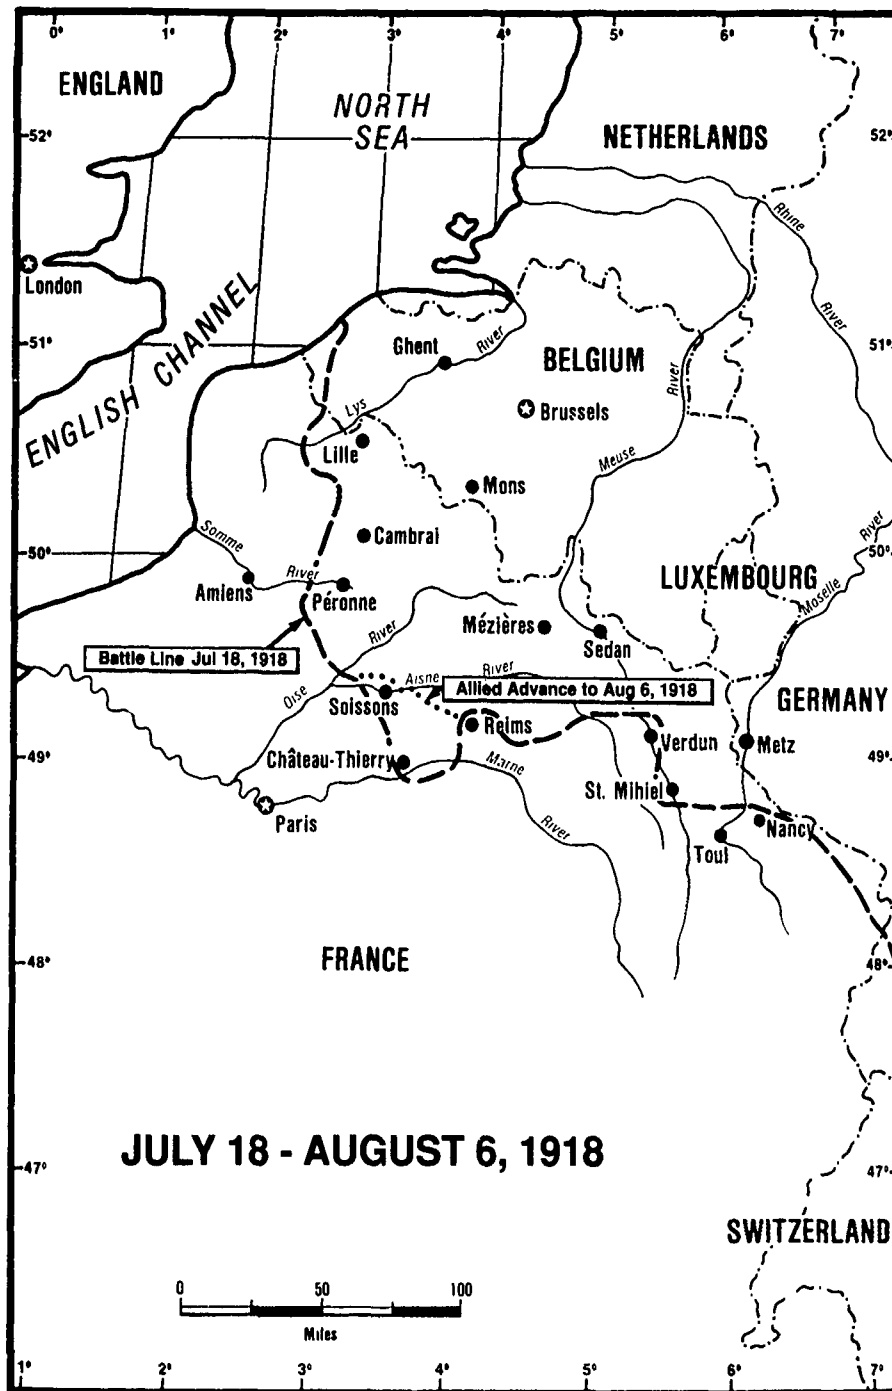 0° 1° 2° 3° 4° 5° 6° 7°
ENGLAND
NORTH
SEA
NETHERLANDS
52° 52°
Rhine
River
London
ENGLISH CHANNEL
51° 51°
Ghent
River
Lys
BELGIUM
Brussels
River
Meuse
Lille
Mons
Cambrai
Somme
River
50° 50°
Amiens
Péronne
LUXEMBOURG
River
Moselle
Mézières
Sedan
Battle Line Jul 18, 1918
River
Oise
Aisne
River
Allied Advance to Aug 6, 1918
Soissons
Reims
GERMANY
49° 49°
Château-Thierry
Marne
River
Verdun
Metz
St. Mihiel
Paris
Toul
Nancy
FRANCE
48° 48°
JULY 18 - AUGUST 6, 1918
47° 47°
SWITZERLAND
0 50 100
Miles
1° 2° 3° 4° 5° 6° 7°